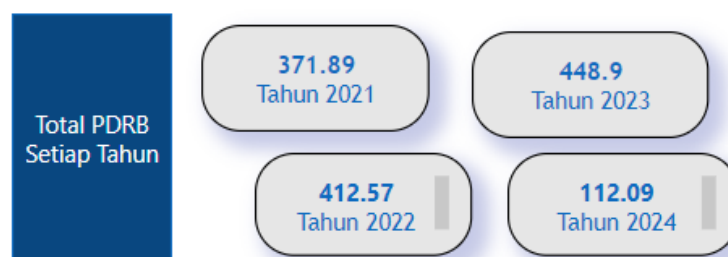 Total PDRB
Setiap Tahun
371.89
Tahun 2021
448.9
Tahun 2023
412.57
Tahun 2022
112.09
Tahun 2024